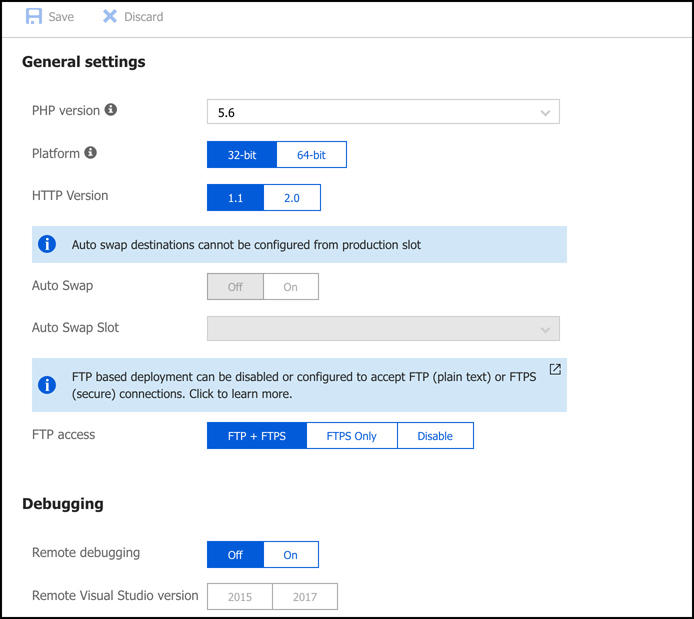 Save Discard
General settings
PHP version
5.6
Platform
32-bit 64-bit
HTTP Version
1.1 2.0
Auto swap destinations cannot be configured from production slot
Auto Swap
Off On
Auto Swap Slot
FTP based deployment can be disabled or configured to accept FTP (plain text) or FTPS
(secure) connections. Click to learn more.
FTP access
FTP + FTPS FTPS Only Disable
Debugging
Remote debugging
Off On
Remote Visual Studio version
2015 2017